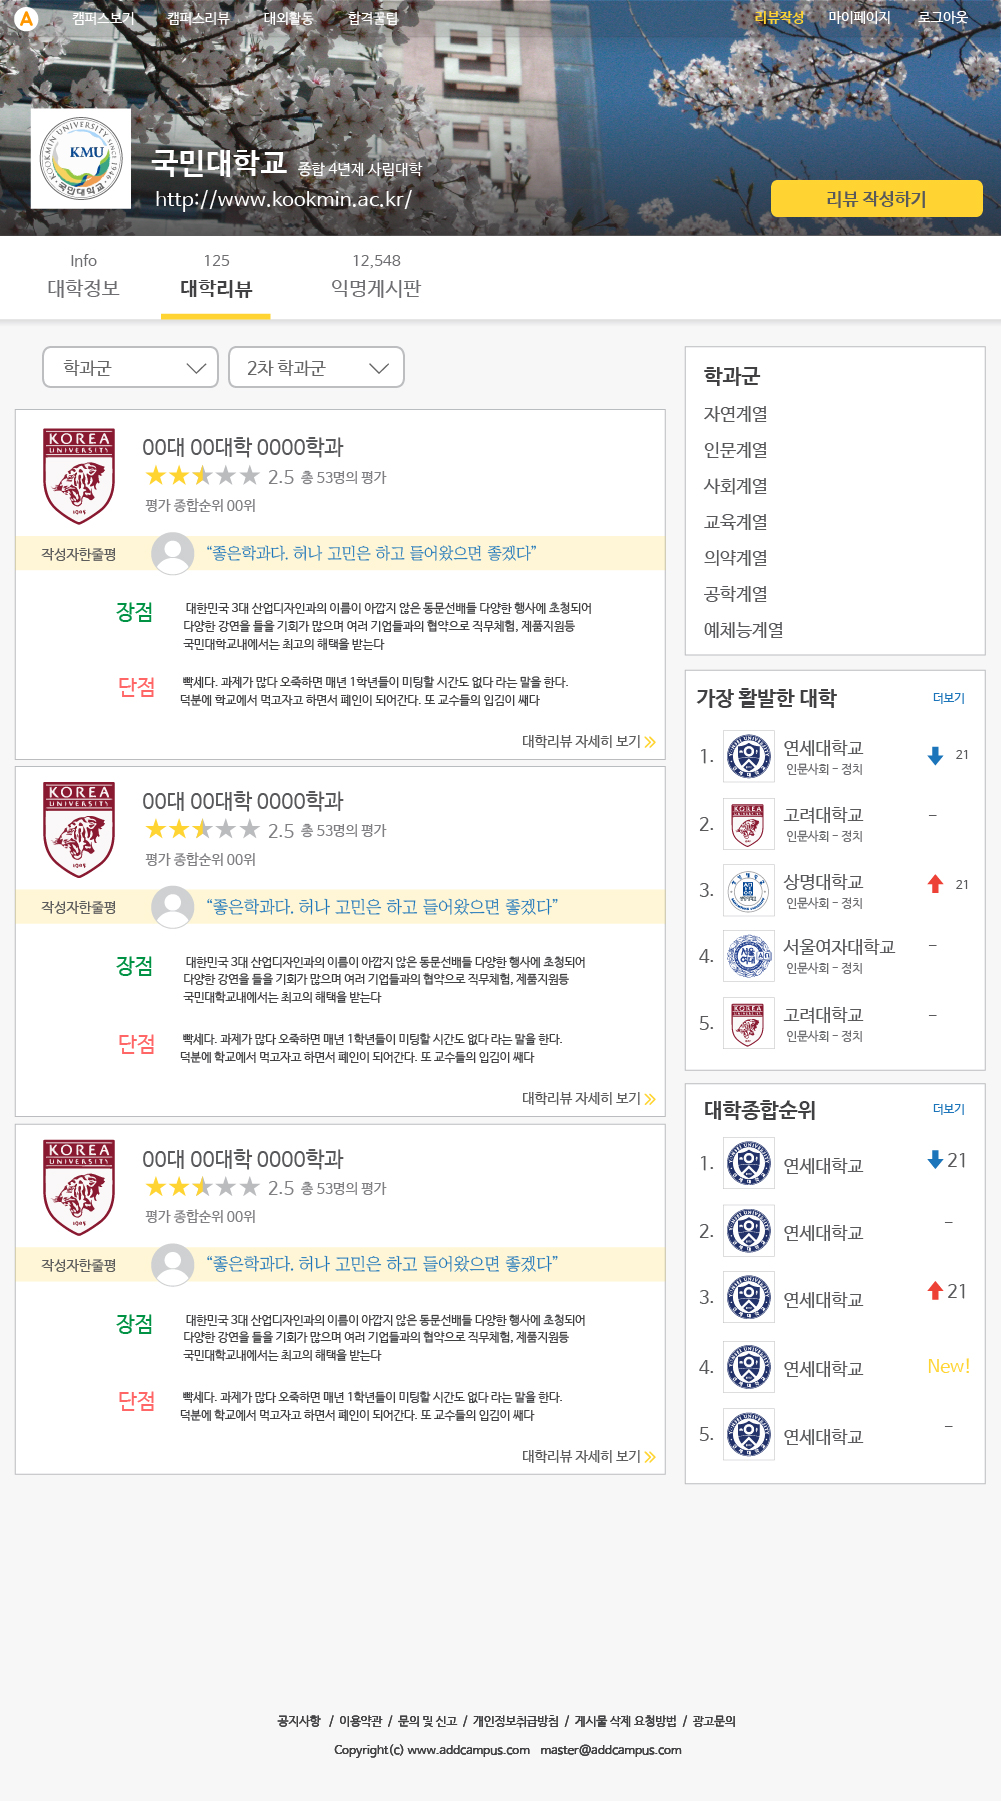 A 캠퍼스보기 캠퍼스리뷰 대외활동 합격꿀팁 리뷰작성 마이페이지 로그아웃
KOOKMIN UNIVERSITY SINCE 1946
KMU
국민대학교
국민대학교 종합 4년제 사립대학
http://www.kookmin.ac.kr/
리뷰 작성하기
Info 125 12,548
대학정보 대학리뷰 익명게시판
학과군 2차 학과군
KOREA
UNIVERSITY
1905
00대 00대학 0000학과
2.5 총 53명의 평가
평가 종합순위 00위
작성자한줄평 “좋은학과다. 허나 고민은 하고 들어왔으면 좋겠다”
장점 대한민국 3대 산업디자인과의 이름이 아깝지 않은 동문선배들 다양한 행사에 초청되어
다양한 강연을 들을 기회가 많으며 여러 기업들과의 협약으로 직무체험, 제품지원등
국민대학교내에서는 최고의 해택을 받는다
단점 빡세다. 과제가 많다 오죽하면 매년 1학년들이 미팅할 시간도 없다 라는 말을 한다.
덕분에 학교에서 먹고자고 하면서 폐인이 되어간다. 또 교수들의 입김이 쌔다
대학리뷰 자세히 보기
KOREA
UNIVERSITY
1905
00대 00대학 0000학과
2.5 총 53명의 평가
평가 종합순위 00위
작성자한줄평 “좋은학과다. 허나 고민은 하고 들어왔으면 좋겠다”
장점 대한민국 3대 산업디자인과의 이름이 아깝지 않은 동문선배들 다양한 행사에 초청되어
다양한 강연을 들을 기회가 많으며 여러 기업들과의 협약으로 직무체험, 제품지원등
국민대학교내에서는 최고의 해택을 받는다
단점 빡세다. 과제가 많다 오죽하면 매년 1학년들이 미팅할 시간도 없다 라는 말을 한다.
덕분에 학교에서 먹고자고 하면서 폐인이 되어간다. 또 교수들의 입김이 쌔다
대학리뷰 자세히 보기
KOREA
UNIVERSITY
1905
00대 00대학 0000학과
2.5 총 53명의 평가
평가 종합순위 00위
작성자한줄평 “좋은학과다. 허나 고민은 하고 들어왔으면 좋겠다”
장점 대한민국 3대 산업디자인과의 이름이 아깝지 않은 동문선배들 다양한 행사에 초청되어
다양한 강연을 들을 기회가 많으며 여러 기업들과의 협약으로 직무체험, 제품지원등
국민대학교내에서는 최고의 해택을 받는다
단점 빡세다. 과제가 많다 오죽하면 매년 1학년들이 미팅할 시간도 없다 라는 말을 한다.
덕분에 학교에서 먹고자고 하면서 폐인이 되어간다. 또 교수들의 입김이 쌔다
대학리뷰 자세히 보기
학과군
자연계열
인문계열
사회계열
교육계열
의약계열
공학계열
예체능계열
가장 활발한 대학 더보기
1. 연세대학교 21
인문사회 - 정치
2. KOREA 고려대학교 -
인문사회 - 정치
3. 상명대학교 21
인문사회 - 정치
4. 서울여대 서울여자대학교 -
인문사회 - 정치
5. KOREA 고려대학교 -
인문사회 - 정치
대학종합순위 더보기
1. 연세대학교 21
2. 연세대학교 -
3. 연세대학교 21
4. 연세대학교 New!
5. 연세대학교 -
공지사항 / 이용약관 / 문의 및 신고 / 개인정보취급방침 / 게시물 삭제 요청방법 / 광고문의
Copyright(c) www.addcampus.com master@addcampus.com